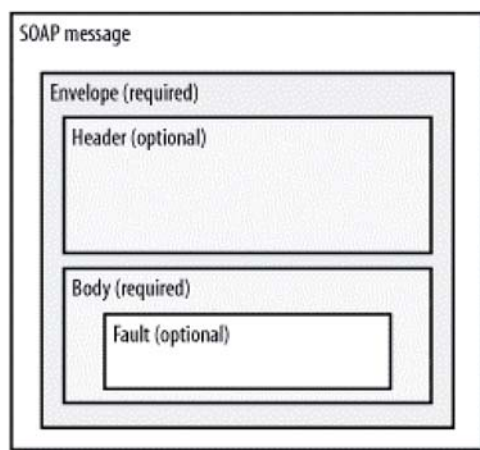 SOAP message
Envelope (required)
Header (optional)
Body (required)
Fault (optional)